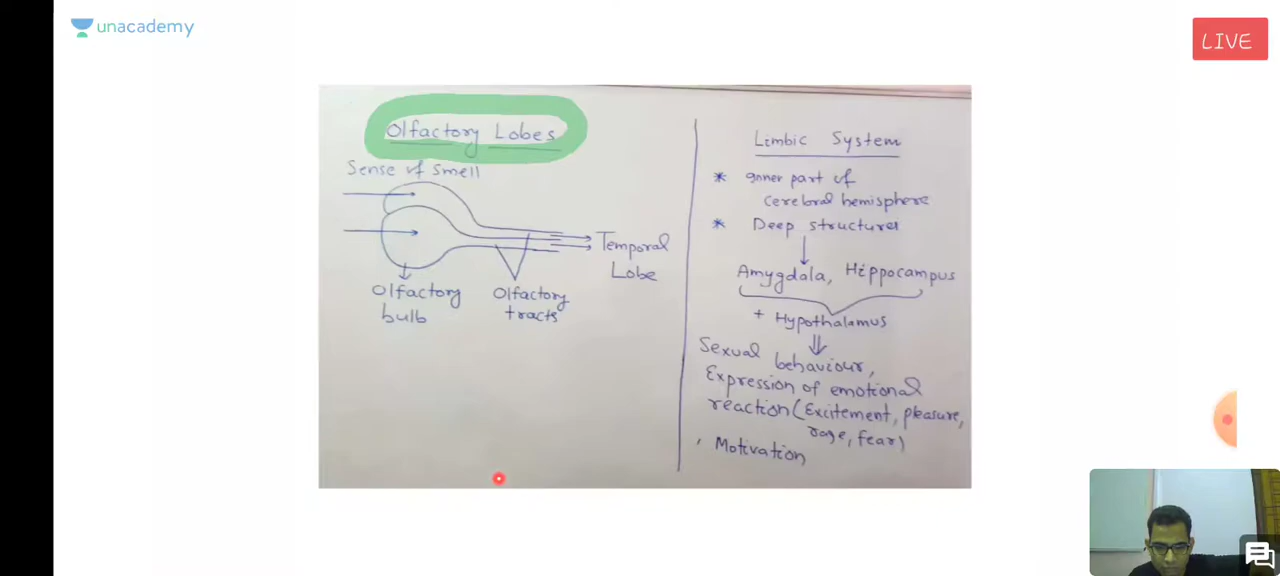 unacademy
LIVE
Olfactory Lobes
Sense of smell
Temporal
Lobe
Olfactory
bulb
Olfactory
tracts
Limbic System
* Inner part of
cerebral hemisphere
* Deep structures
Amygdala, Hippocampus
+ Hypothalamus
Sexual behaviour,
Expression of emotional
reaction (Excitement, pleasure,
rage, fear)
, Motivation